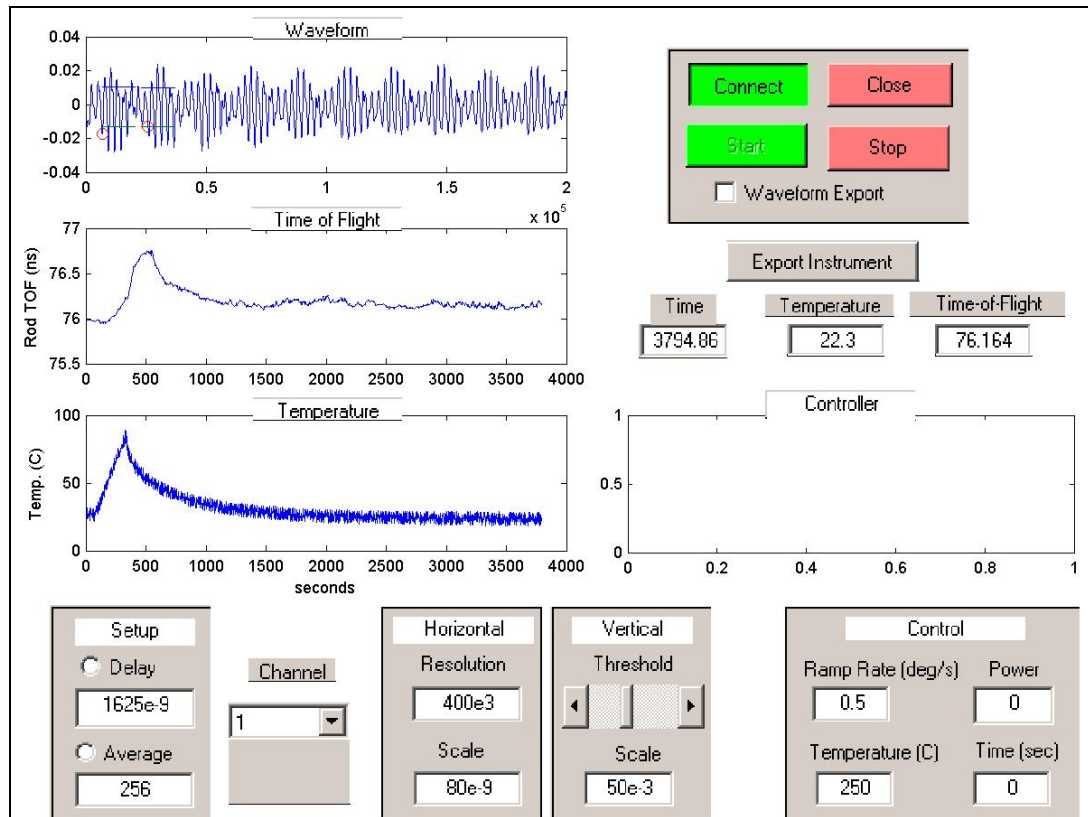 Waveform
0.04
0.02
0
-0.02
-0.04
0 0.5 1 1.5 2
x 10^5
Time of Flight
Rod TOF (ns)
77
76.5
76
75.5
0 500 1000 1500 2000 2500 3000 3500 4000
Temperature
Temp. (C)
100
50
0
0 500 1000 1500 2000 2500 3000 3500 4000
seconds
Connect Close
Start Stop
Waveform Export
Export Instrument
Time Temperature Time-of-Flight
3794.86 22.3 76.164
Controller
1
0.5
0
0 0.2 0.4 0.6 0.8 1
Setup
Delay
1625e-9
Average
256
Channel
1
Horizontal
Resolution
400e3
Scale
80e-9
Vertical
Threshold
Scale
50e-3
Control
Ramp Rate (deg/s) Power
0.5 0
Temperature (C) Time (sec)
250 0